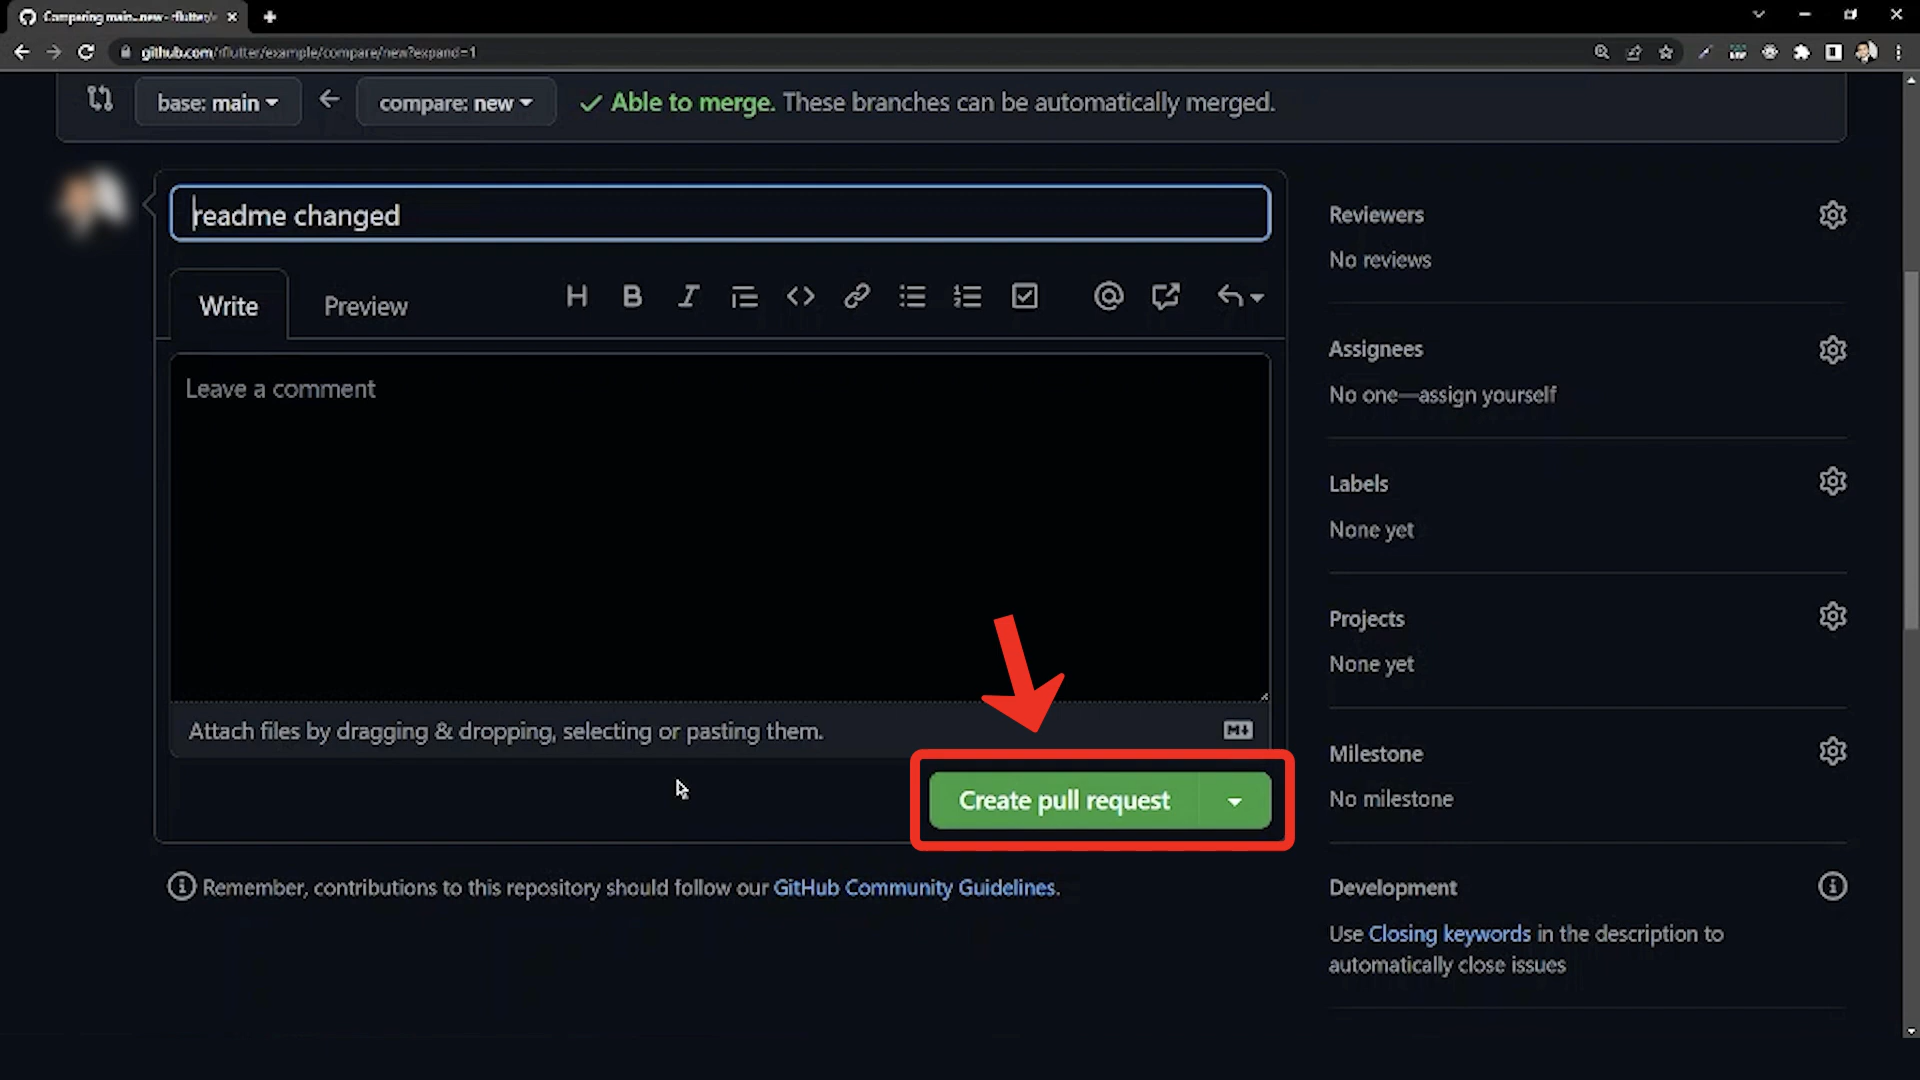 Comparing main...new · rflutter/e
github.com/rflutter/example/compare/new?expand=1
base: main
compare: new
Able to merge. These branches can be automatically merged.
readme changed
Write
Preview
H B I
Leave a comment
Attach files by dragging & dropping, selecting or pasting them.
M↓
Create pull request
Remember, contributions to this repository should follow our GitHub Community Guidelines.
Reviewers
No reviews
Assignees
No one—assign yourself
Labels
None yet
Projects
None yet
Milestone
No milestone
Development
Use Closing keywords in the description to
automatically close issues